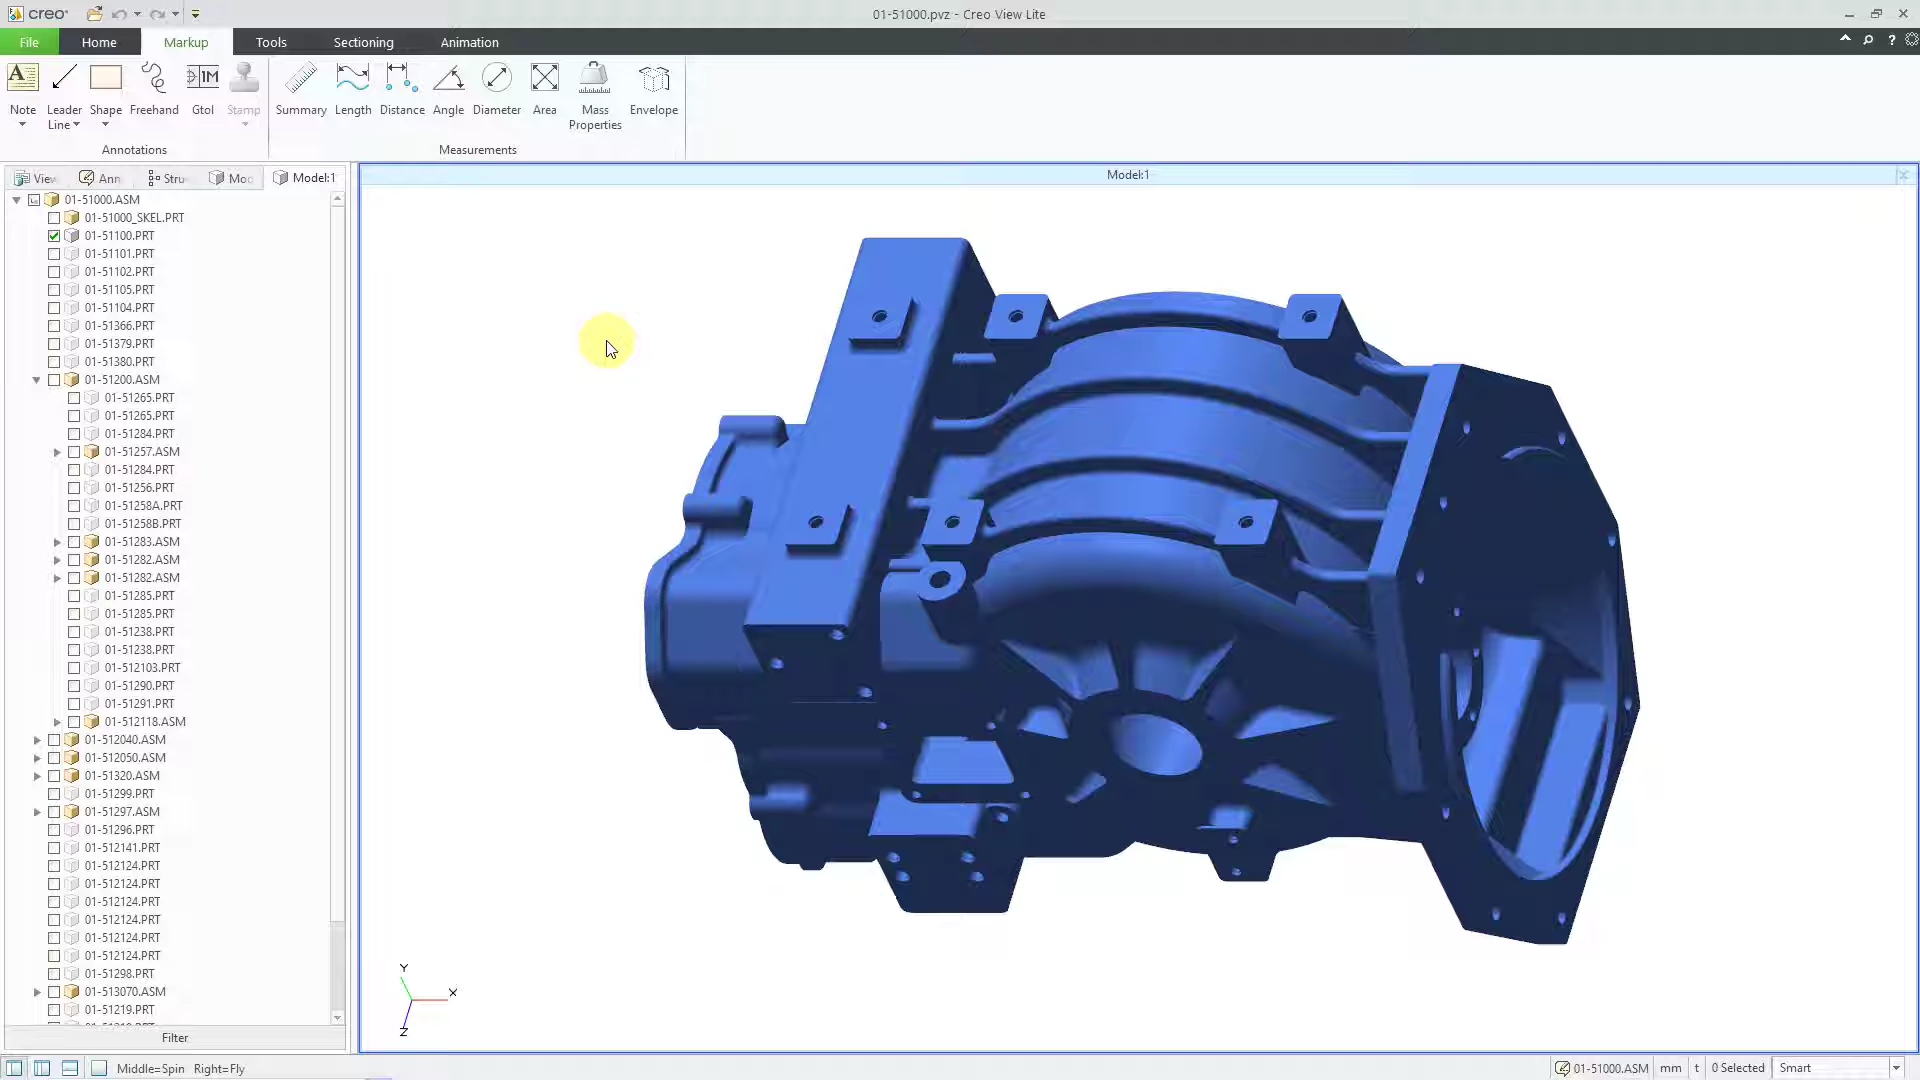 creo
01-51000.pvz - Creo View Lite
File Home Markup Tools Sectioning Animation
?
Note Leader Line Shape Freehand Gtol Stamp Summary Length Distance Angle Diameter Area Mass Properties Envelope
Annotations Measurements
View Ann Stru Moc Model:1
Model:1
01-51000.ASM
01-51000_SKEL.PRT
01-51100.PRT
01-51101.PRT
01-51102.PRT
01-51105.PRT
01-51104.PRT
01-51366.PRT
01-51379.PRT
01-51380.PRT
01-51200.ASM
01-51265.PRT
01-51265.PRT
01-51284.PRT
01-51257.ASM
01-51284.PRT
01-51256.PRT
01-51258A.PRT
01-51258B.PRT
01-51283.ASM
01-51282.ASM
01-51282.ASM
01-51285.PRT
01-51285.PRT
01-51238.PRT
01-51238.PRT
01-512103.PRT
01-51290.PRT
01-51291.PRT
01-512118.ASM
01-512040.ASM
01-512050.ASM
01-51320.ASM
01-51299.PRT
01-51297.ASM
01-51296.PRT
01-512141.PRT
01-512124.PRT
01-512124.PRT
01-512124.PRT
01-512124.PRT
01-512124.PRT
01-512124.PRT
01-51298.PRT
01-513070.ASM
01-51219.PRT
Filter
Y
X
Z
Middle=Spin Right=Fly
01-51000.ASM mm t 0 Selected Smart